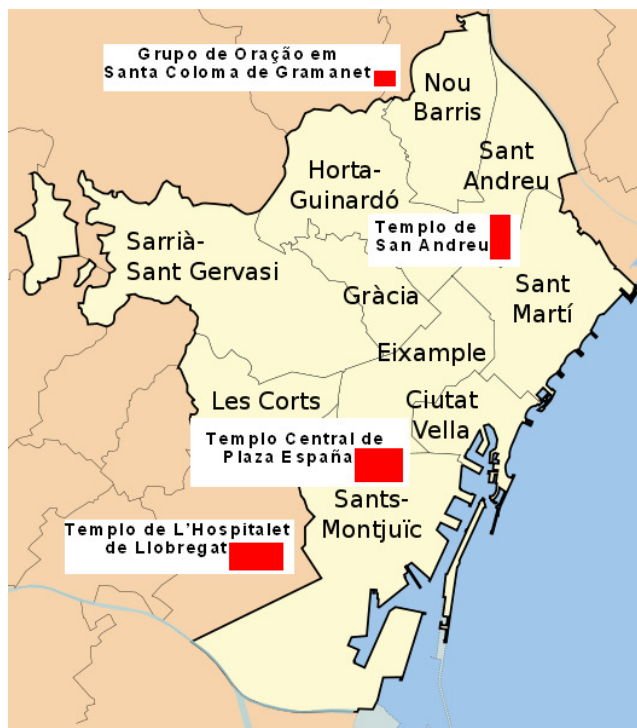 Grupo de Oração em
Santa Coloma de Gramanet
Nou
Barris
Sant
Andreu
Horta-
Guinardó
Templo de
San Andreu
Sarrià-
Sant Gervasi
Gràcia
Sant
Martí
Eixample
Les Corts
Ciutat
Vella
Templo Central de
Plaza España
Sants-
Montjuïc
Templo de L'Hospitalet
de Llobregat